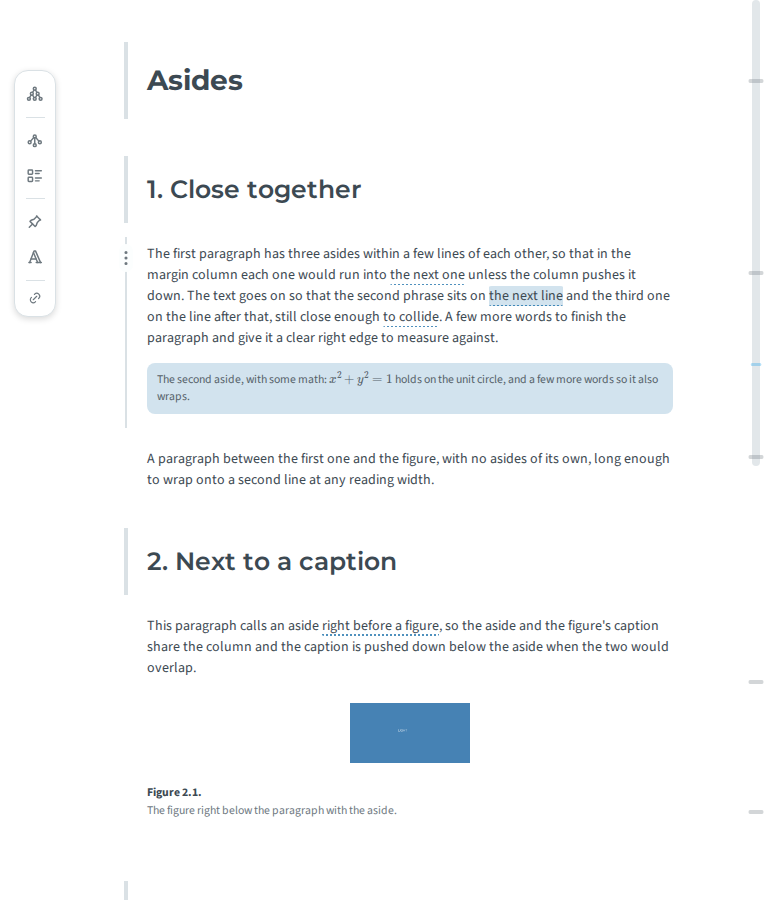 Asides
1. Close together
The first paragraph has three asides within a few lines of each other, so that in the
margin column each one would run into the next one unless the column pushes it
down. The text goes on so that the second phrase sits on the next line and the third one
on the line after that, still close enough to collide. A few more words to finish the
paragraph and give it a clear right edge to measure against.
The second aside, with some math: x² + y² = 1 holds on the unit circle, and a few more words so it also
wraps.
A paragraph between the first one and the figure, with no asides of its own, long enough
to wrap onto a second line at any reading width.
2. Next to a caption
This paragraph calls an aside right before a figure, so the aside and the figure's caption
share the column and the caption is pushed down below the aside when the two would
overlap.
Figure 2.1.
The figure right below the paragraph with the aside.